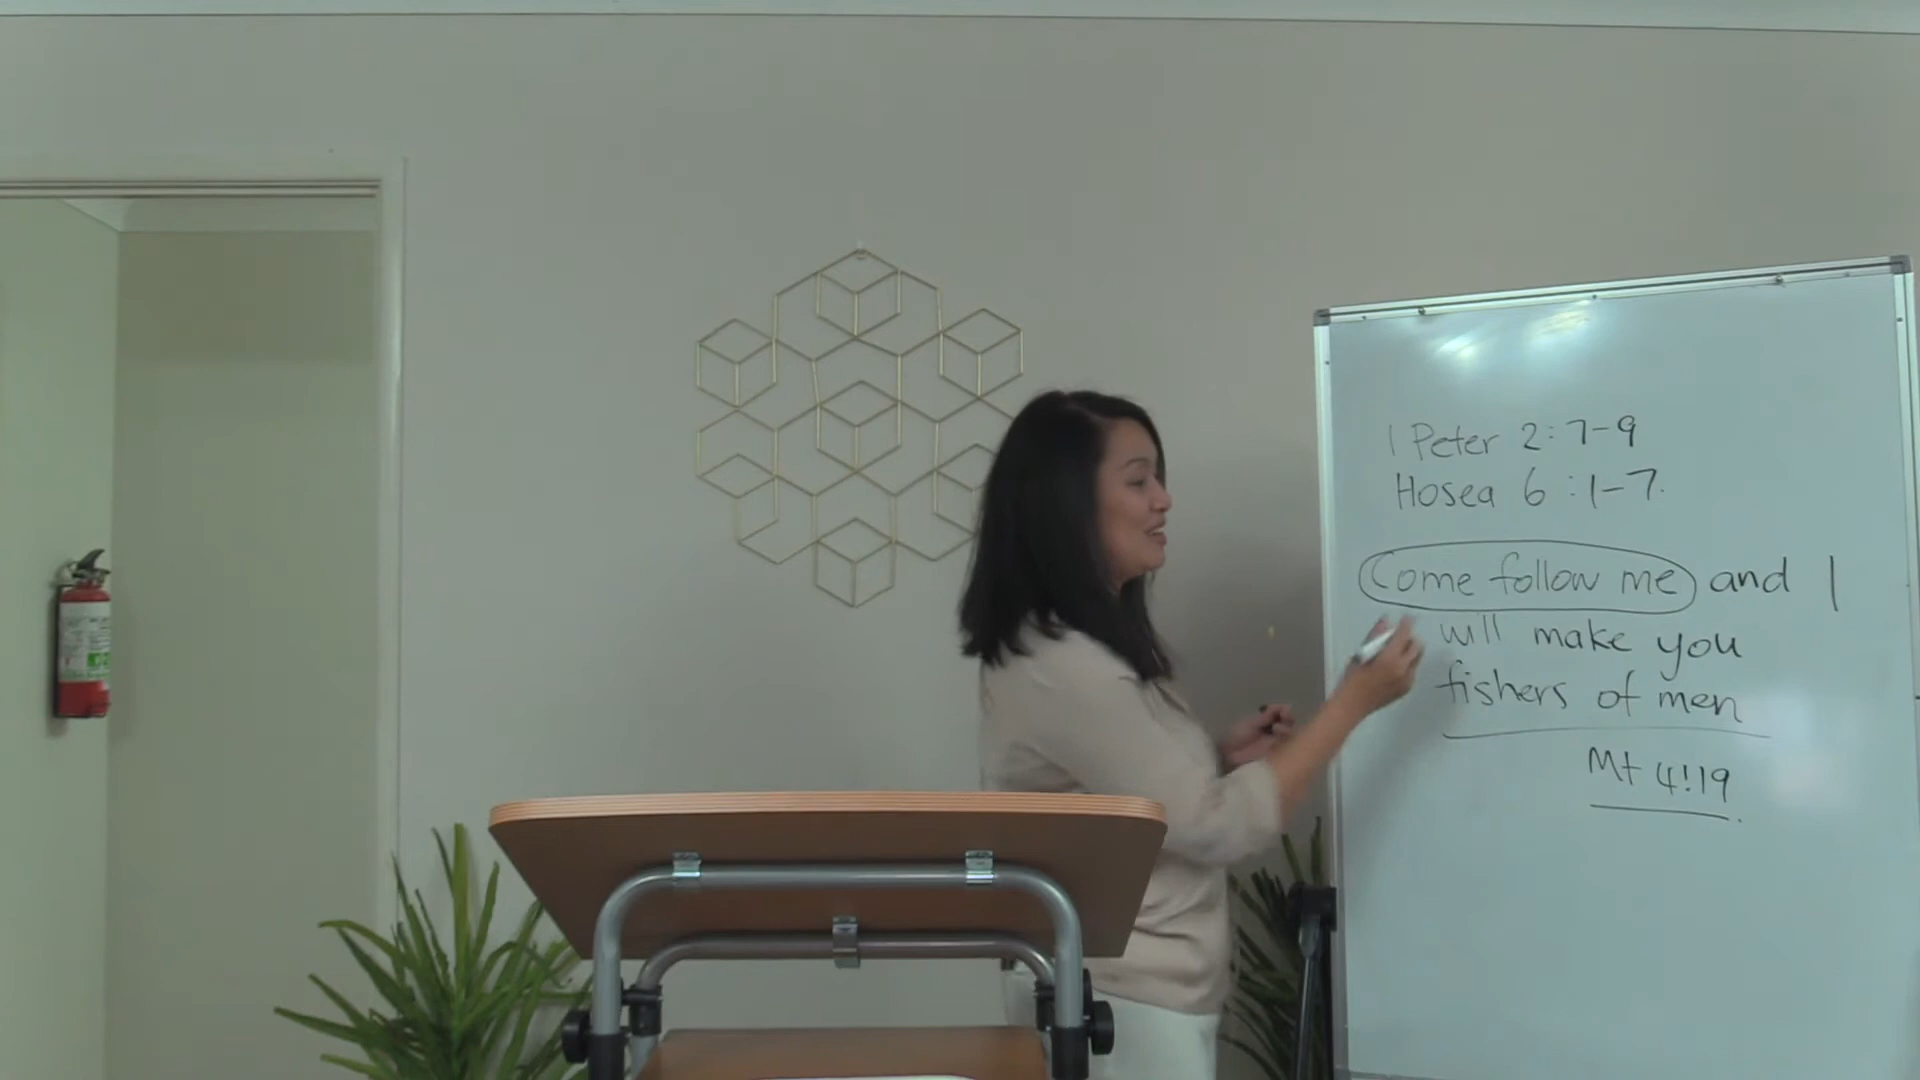 1 Peter 2:7-9
Hosea 6:1-7.
Come follow me and I
will make you
fishers of men
Mt 4:19